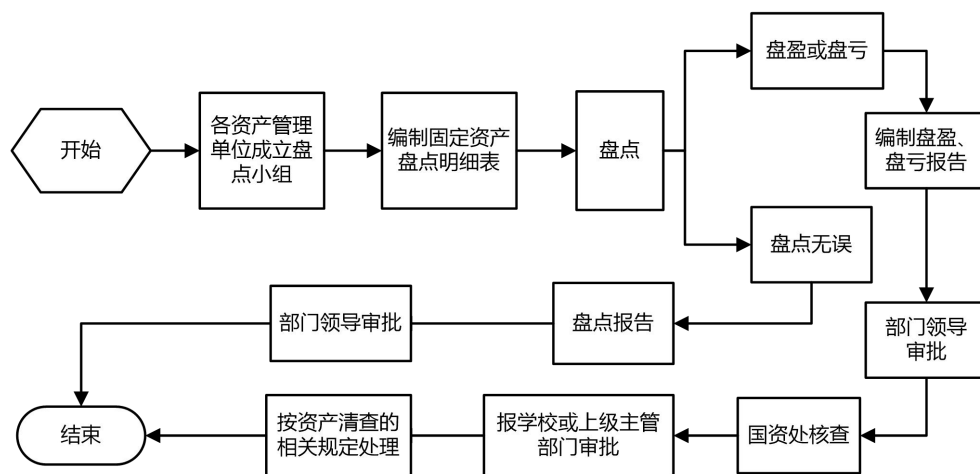 开始
各资产管理
单位成立盘
点小组
编制固定资产
盘点明细表
盘点
盘盈或盘亏
编制盘盈、
盘亏报告
盘点无误
部门领导审批
盘点报告
部门领导
审批
结束
按资产清查的
相关规定处理
报学校或上级主管
部门审批
国资处核查